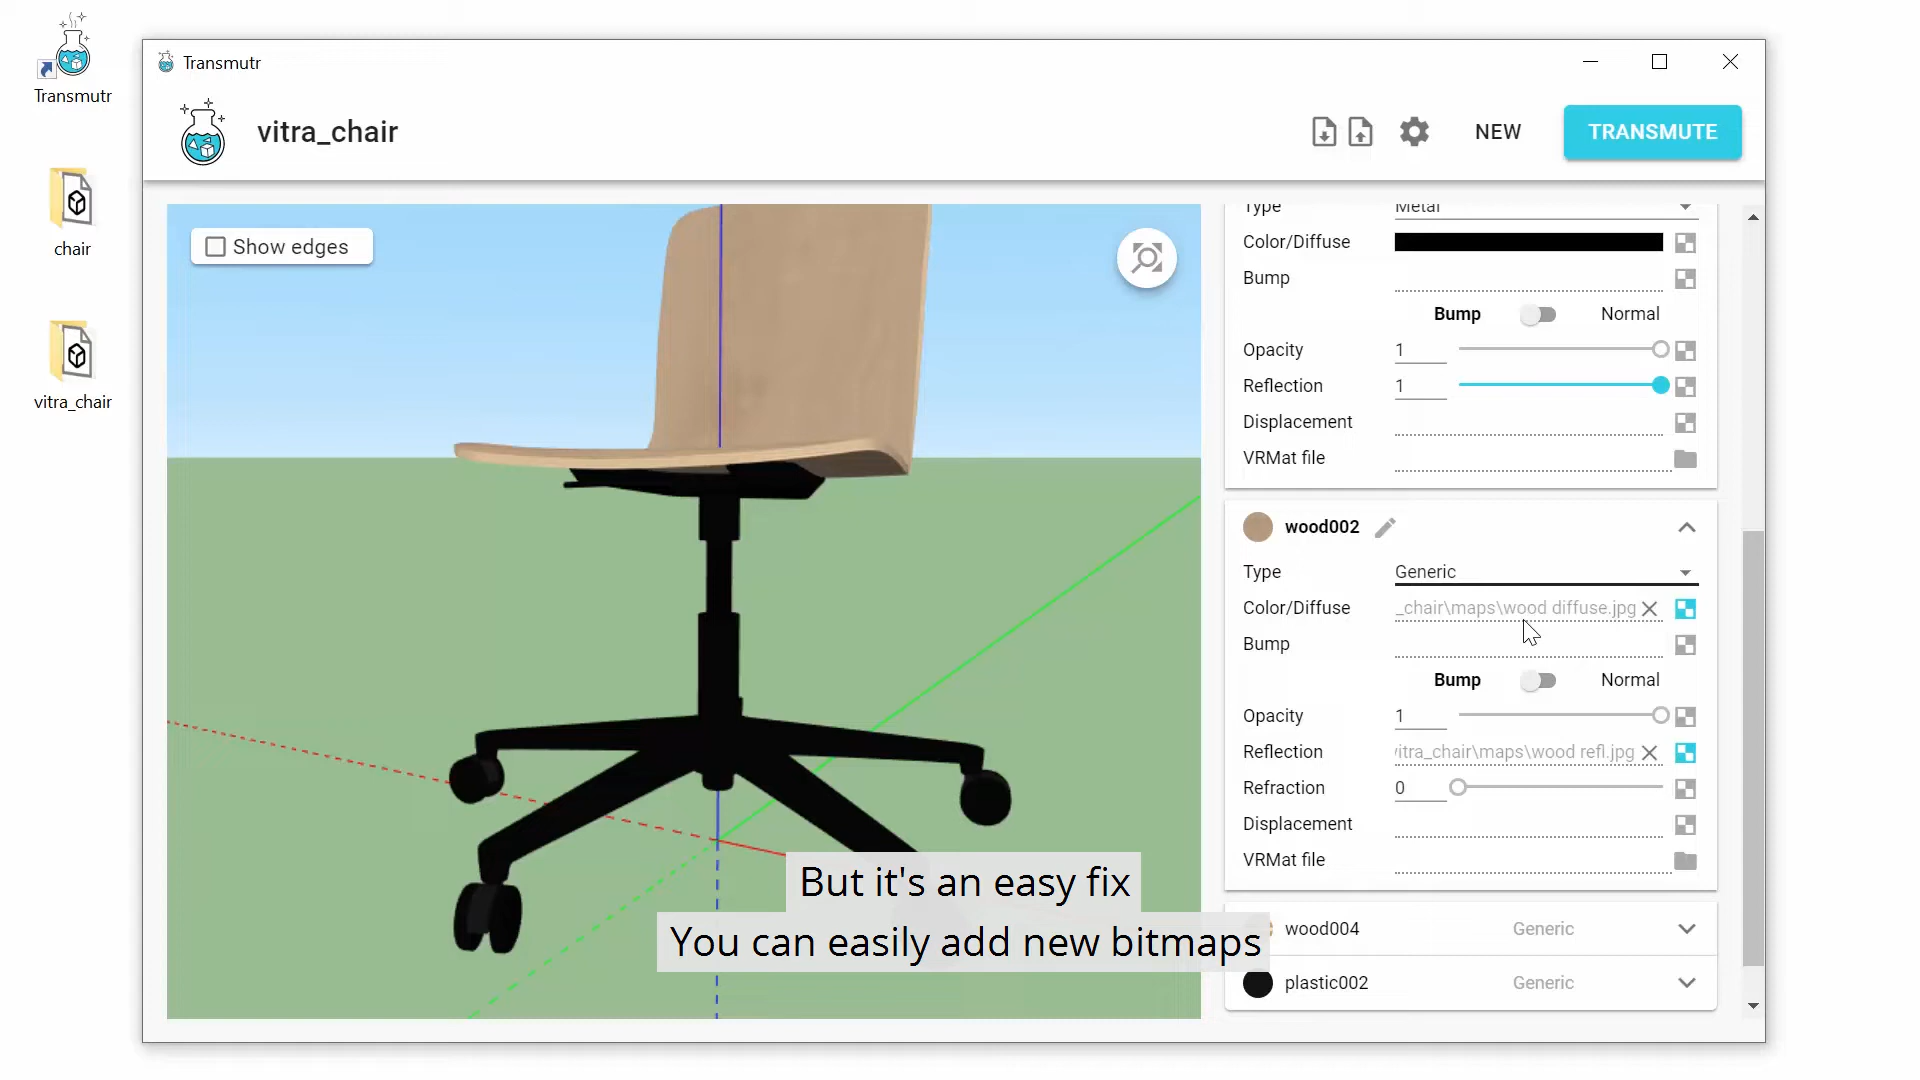 Transmutr
Transmutr
vitra_chair
NEW
TRANSMUTE
chair
vitra_chair
Show edges
Type Metal
Color/Diffuse
Bump
Bump Normal
Opacity 1
Reflection 1
Displacement
VRMat file
wood002
Type Generic
Color/Diffuse _chair\maps\wood diffuse.jpg
Bump
Bump Normal
Opacity 1
Reflection vitra_chair\maps\wood refl.jpg
Refraction 0
Displacement
VRMat file
wood004 Generic
plastic002 Generic
But it's an easy fix
You can easily add new bitmaps